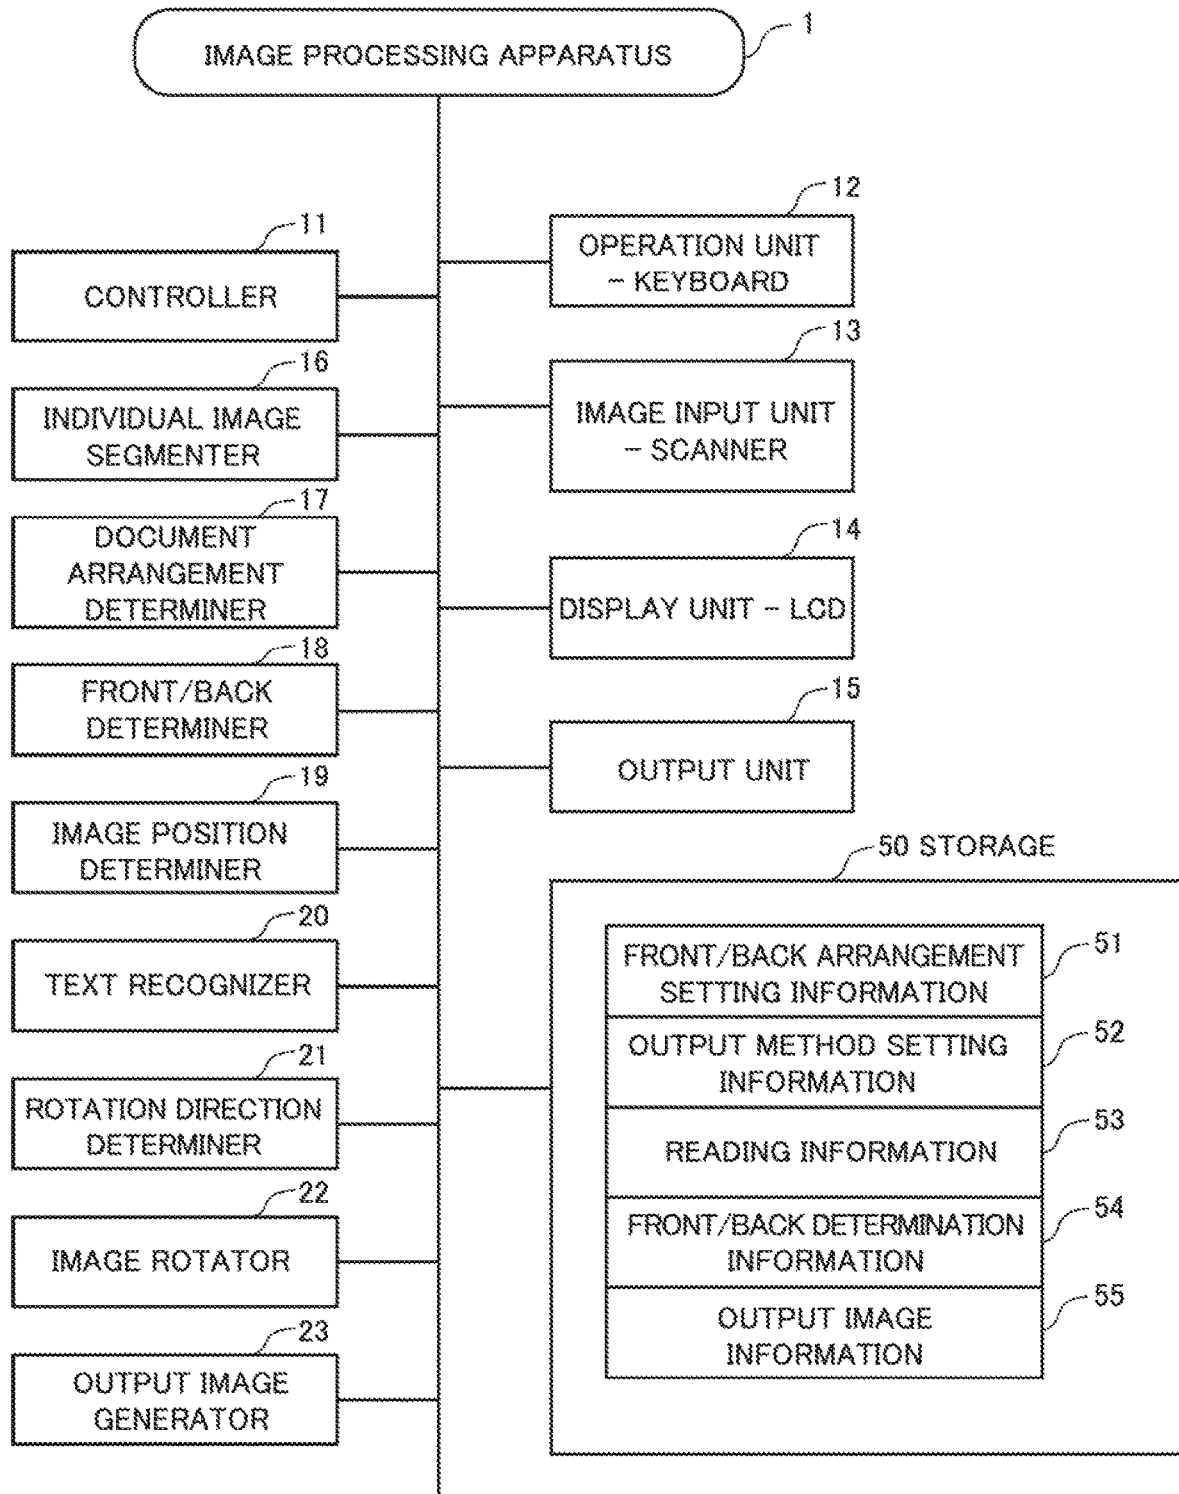 IMAGE PROCESSING APPARATUS
1
11
CONTROLLER
16
INDIVIDUAL IMAGE
SEGMENTER
17
DOCUMENT
ARRANGEMENT
DETERMINER
18
FRONT/BACK
DETERMINER
19
IMAGE POSITION
DETERMINER
20
TEXT RECOGNIZER
21
ROTATION DIRECTION
DETERMINER
22
IMAGE ROTATOR
23
OUTPUT IMAGE
GENERATOR
12
OPERATION UNIT
- KEYBOARD
13
IMAGE INPUT UNIT
- SCANNER
14
DISPLAY UNIT - LCD
15
OUTPUT UNIT
50 STORAGE
FRONT/BACK ARRANGEMENT
SETTING INFORMATION
51
OUTPUT METHOD SETTING
INFORMATION
52
READING INFORMATION
53
FRONT/BACK DETERMINATION
INFORMATION
54
OUTPUT IMAGE
INFORMATION
55